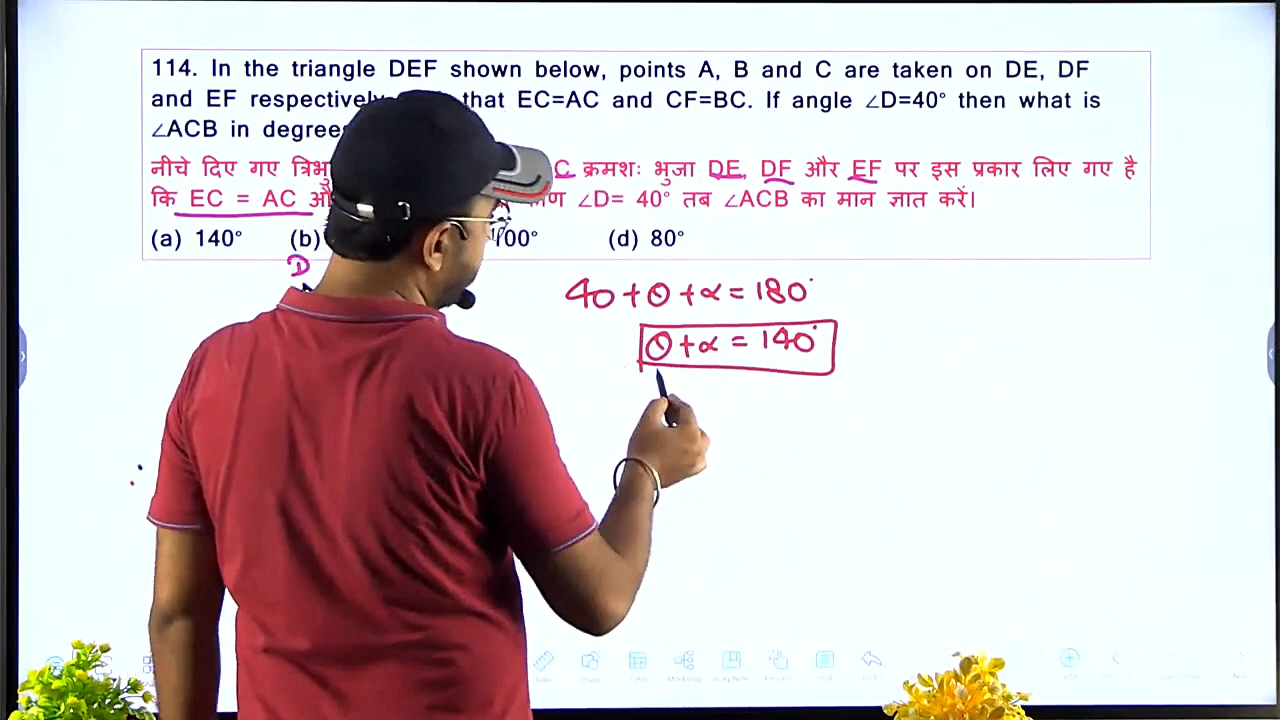 114. In the triangle DEF shown below, points A, B and C are taken on DE, DF
and EF respectively that EC=AC and CF=BC. If angle ∠D=40° then what is
∠ACB in degree
नीचे दिए गए C क्रमशः भुजा DE, DF और EF पर इस प्रकार लिए गए है
कि EC = AC ∠D= 40° तब ∠ACB का मान ज्ञात करें।
(a) 140° (b) 100° (d) 80°
D
40 + θ + α = 180°
θ + α = 140°